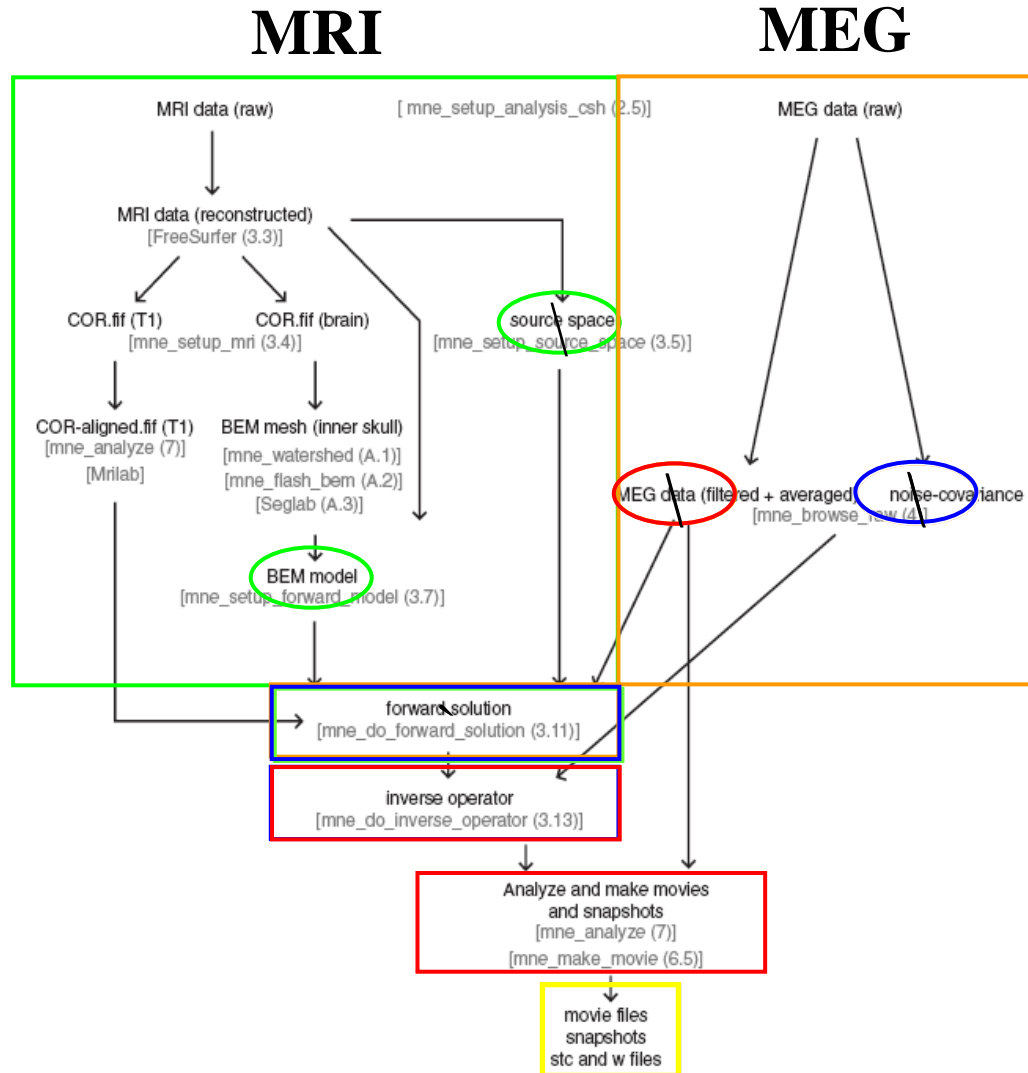 MRI
MEG
MRI data (raw)
[ mne_setup_analysis_csh (2.5)]
MEG data (raw)
MRI data (reconstructed)
[FreeSurfer (3.3)]
COR.fif (T1)
COR.fif (brain)
[mne_setup_mri (3.4)]
source space
[mne_setup_source_space (3.5)]
COR-aligned.fif (T1)
[mne_analyze (7)]
[Mrilab]
BEM mesh (inner skull)
[mne_watershed (A.1)]
[mne_flash_bem (A.2)]
[Seglab (A.3)]
MEG data (filtered + averaged)
noise-covariance
[mne_browse_raw (4)]
BEM model
[mne_setup_forward_model (3.7)]
forward solution
[mne_do_forward_solution (3.11)]
inverse operator
[mne_do_inverse_operator (3.13)]
Analyze and make movies
and snapshots
[mne_analyze (7)]
[mne_make_movie (6.5)]
movie files
snapshots
stc and w files